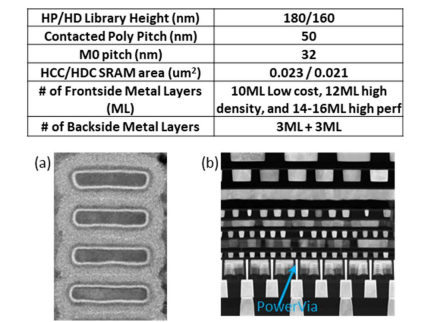 HP/HD Library Height (nm) 180/160
Contacted Poly Pitch (nm) 50
M0 pitch (nm) 32
HCC/HDC SRAM area (um²) 0.023 / 0.021
# of Frontside Metal Layers (ML) 10ML Low cost, 12ML high density, and 14-16ML high perf
# of Backside Metal Layers 3ML + 3ML
(a)
(b)
PowerVia